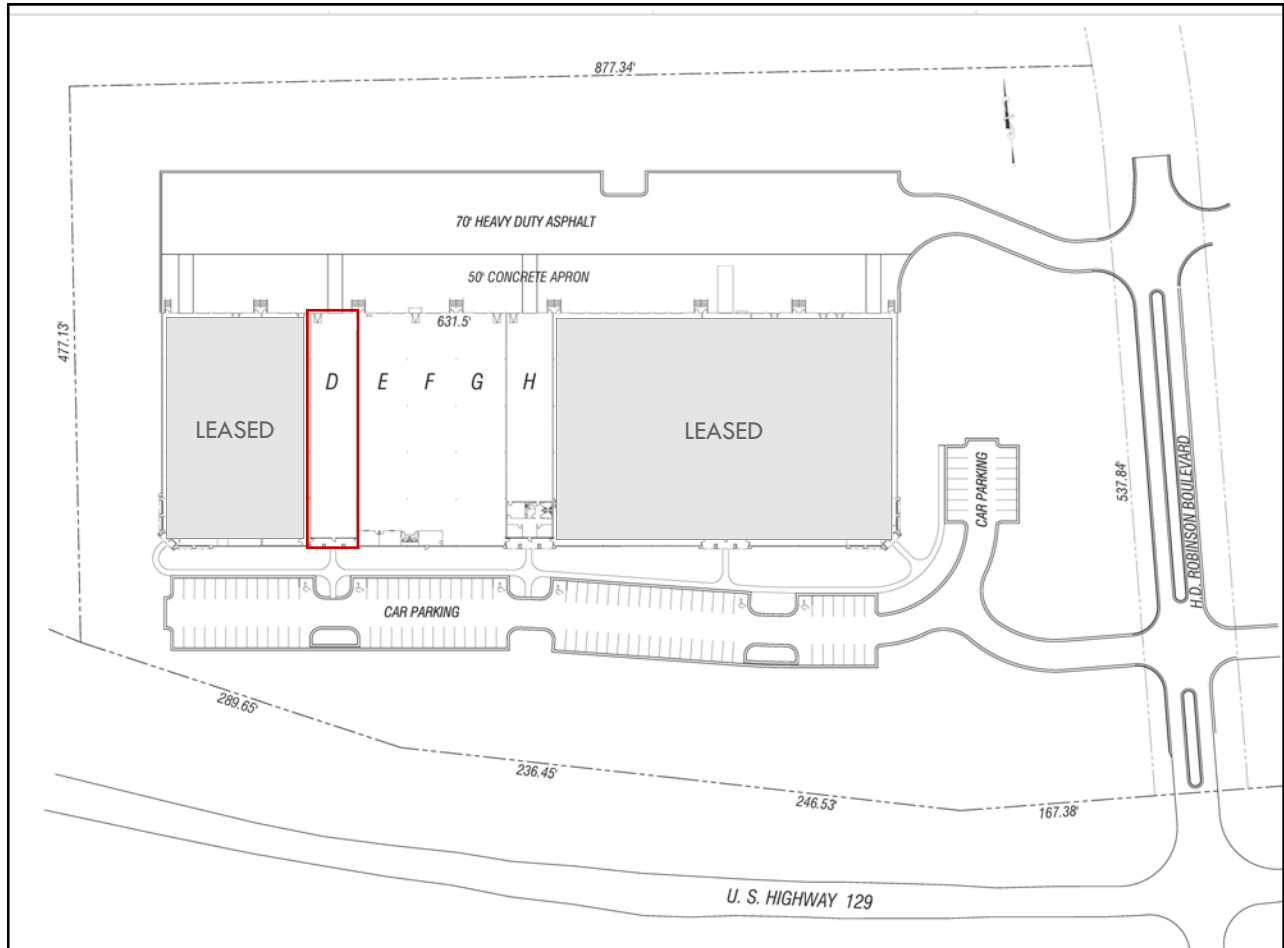 877.34'
70' HEAVY DUTY ASPHALT
50' CONCRETE APRON
631.5'
477.13'
D E F G H
LEASED
LEASED
CAR PARKING
537.84'
H.D. ROBINSON BOULEVARD
CAR PARKING
289.65'
236.45'
246.53'
167.38'
U. S. HIGHWAY 129